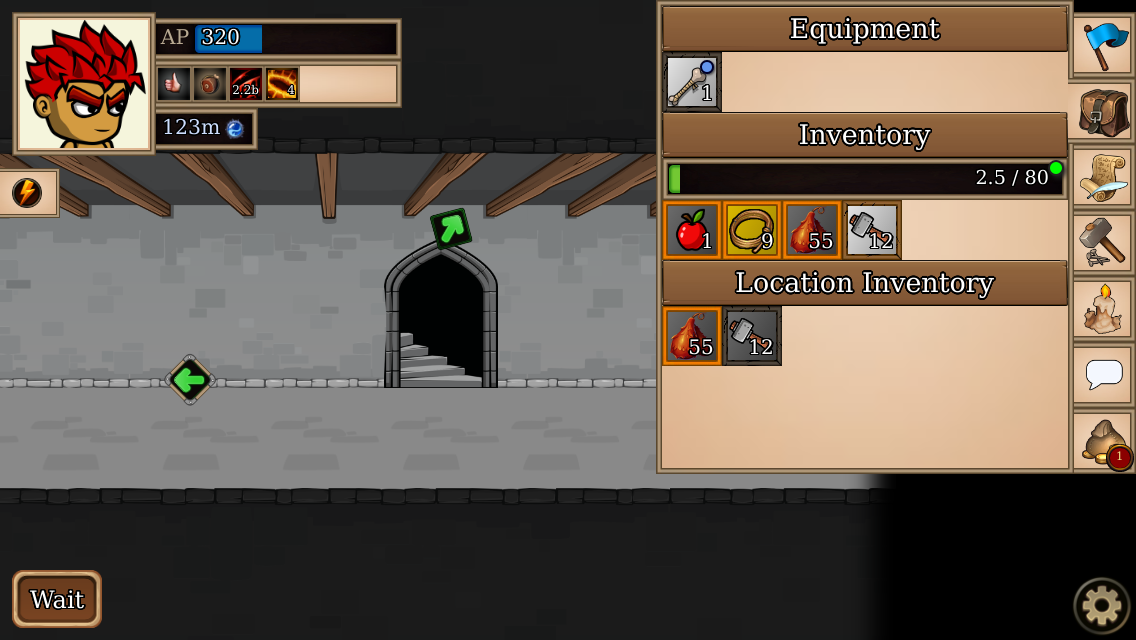 AP 320
2.2b 4
123m
Equipment
1
Inventory
2.5 / 80
1 9 55 12
Location Inventory
55 12
1
Wait